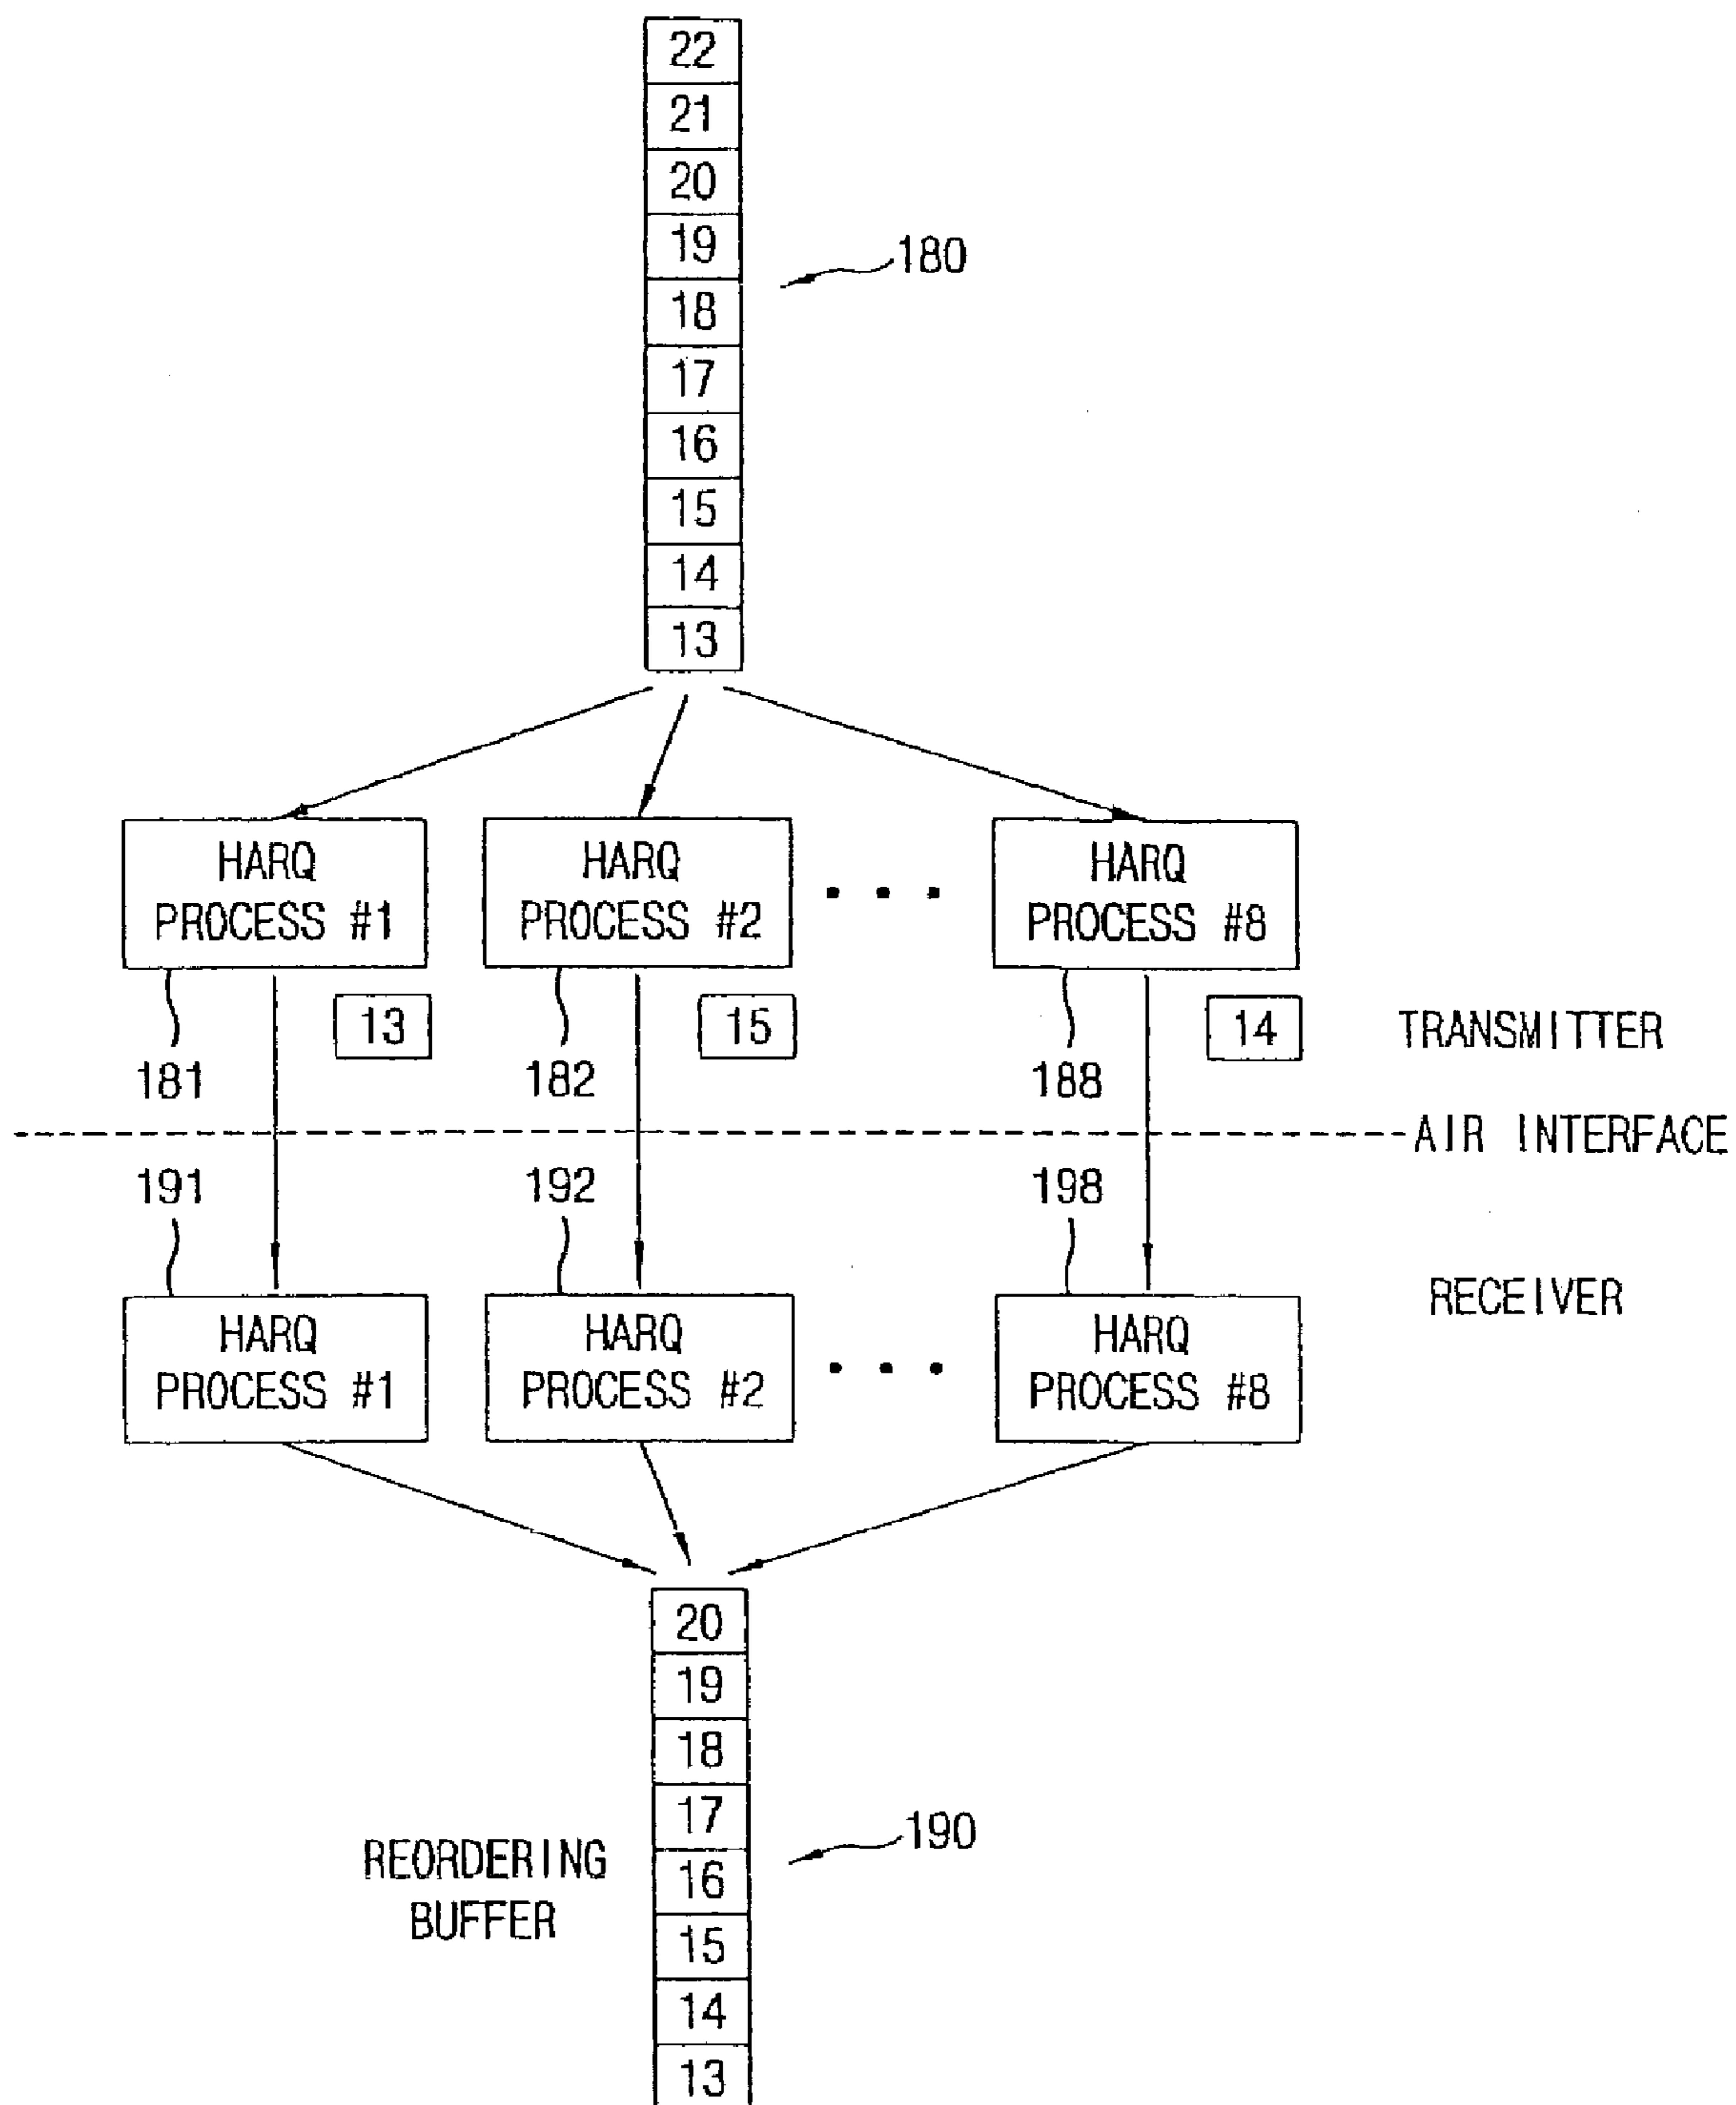 22
21
20
19
180
18
17
16
15
14
13
HARQ PROCESS #1
HARQ PROCESS #2
• • •
HARQ PROCESS #8
13
15
14
TRANSMITTER
181
182
188
AIR INTERFACE
191
192
198
RECEIVER
HARQ PROCESS #1
HARQ PROCESS #2
• • •
HARQ PROCESS #8
20
19
18
17
190
REORDERING
BUFFER
16
15
14
13